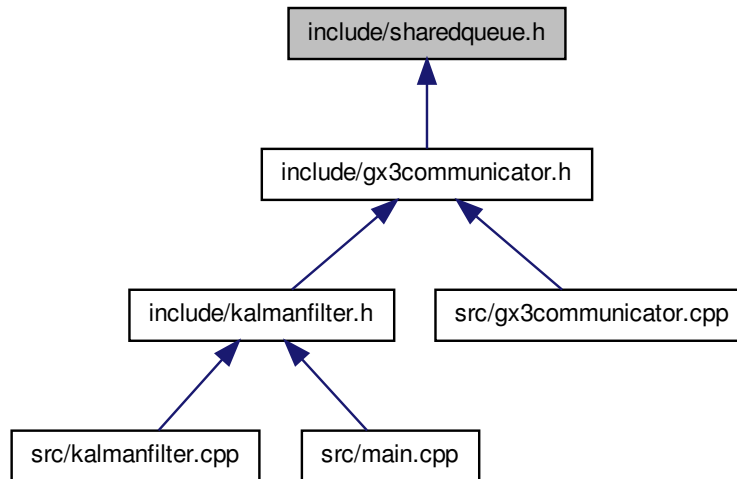 include/sharedqueue.h
include/gx3communicator.h
include/kalmanfilter.h
src/gx3communicator.cpp
src/kalmanfilter.cpp
src/main.cpp